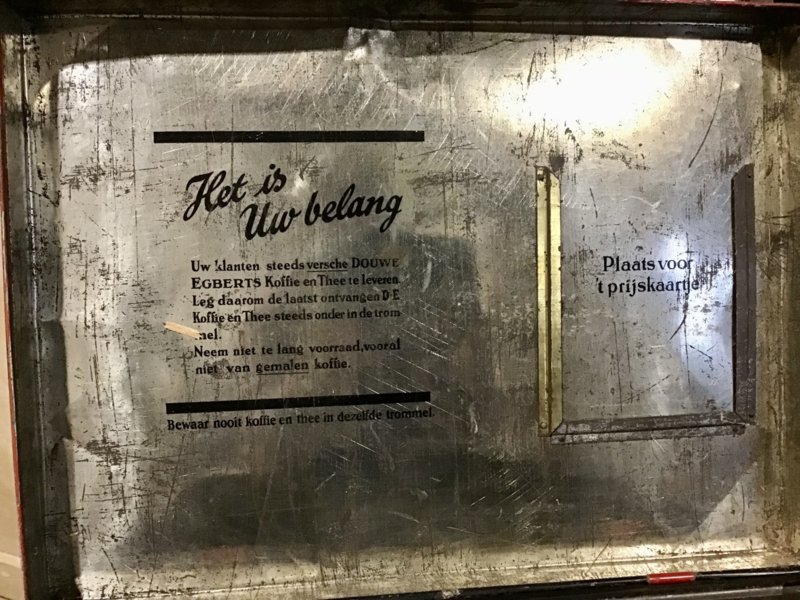 Het is
Uw belang
Uw klanten steeds versche DOUWE
EGBERTS Koffie en Thee te leveren
Leg daarom de laatst ontvangen D·E
Koffie en Thee steeds onder in de trom
mel.
Neem niet te lang voorraad, vooral
niet van gemalen koffie.
Bewaar nooit koffie en thee in dezelfde trommel.
Plaats voor
't prijskaartje